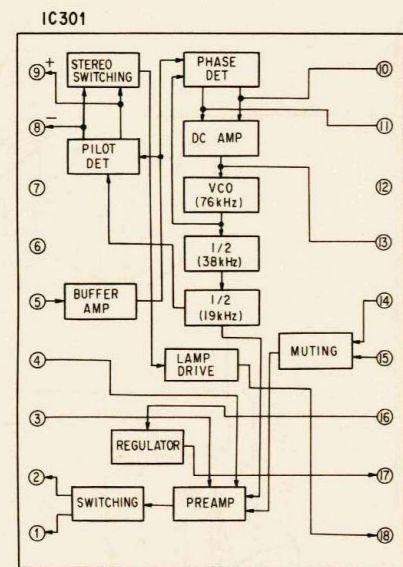 IC301
STEREO
SWITCHING
PHASE
DET
⑨ +
⑩
⑧ −
⑪
PILOT
DET
DC AMP
⑦
VCO
(76kHz)
⑫
⑥
1/2
(38kHz)
⑬
⑤
BUFFER
AMP
1/2
(19kHz)
⑭
④
LAMP
DRIVE
MUTING
⑮
③
REGULATOR
⑯
②
SWITCHING
PREAMP
⑰
①
⑱